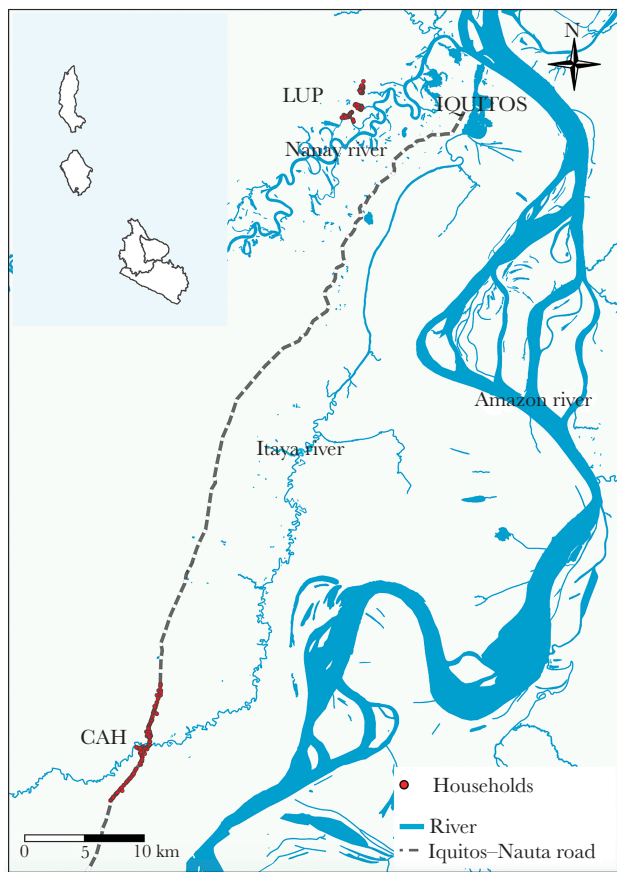 N
LUP
IQUITOS
Nanay river
Amazon river
Itaya river
CAH
Households
River
Iquitos–Nauta road
0 5 10 km